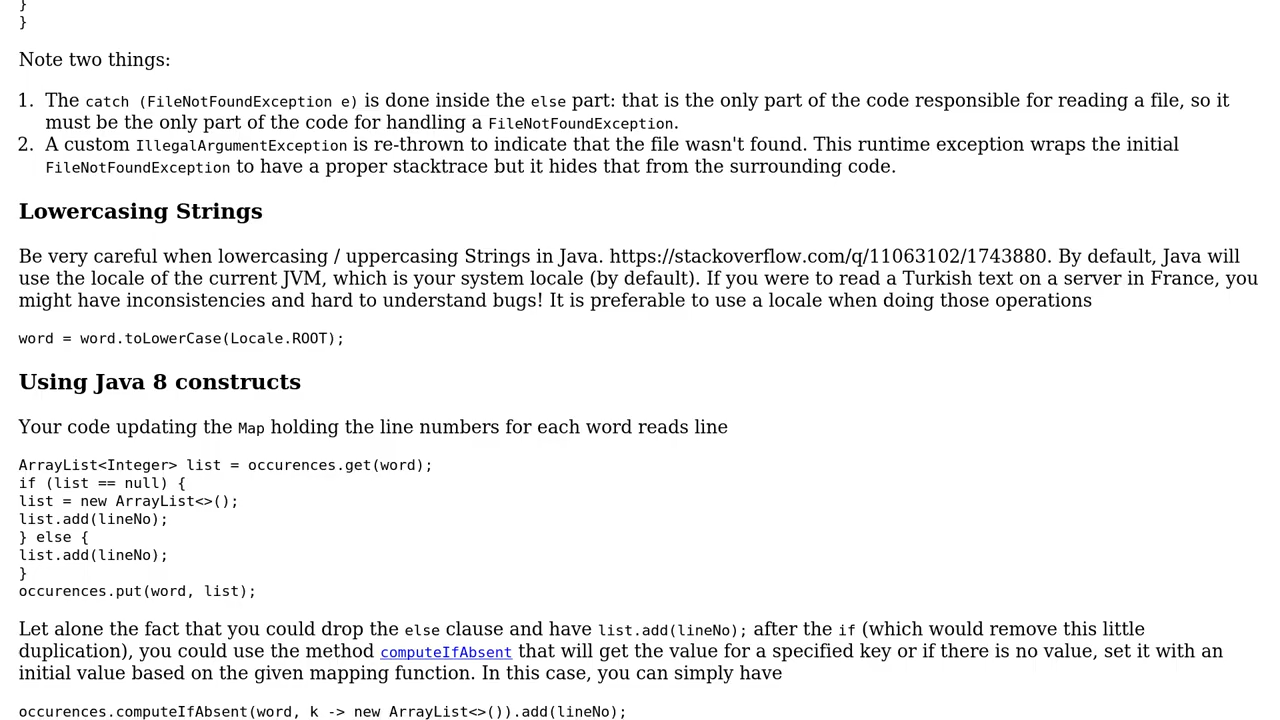 }
}
Note two things:
1. The catch (FileNotFoundException e) is done inside the else part: that is the only part of the code responsible for reading a file, so it
must be the only part of the code for handling a FileNotFoundException.
2. A custom IllegalArgumentException is re-thrown to indicate that the file wasn't found. This runtime exception wraps the initial
FileNotFoundException to have a proper stacktrace but it hides that from the surrounding code.
Lowercasing Strings
Be very careful when lowercasing / uppercasing Strings in Java. https://stackoverflow.com/q/11063102/1743880. By default, Java will
use the locale of the current JVM, which is your system locale (by default). If you were to read a Turkish text on a server in France, you
might have inconsistencies and hard to understand bugs! It is preferable to use a locale when doing those operations
word = word.toLowerCase(Locale.ROOT);
Using Java 8 constructs
Your code updating the Map holding the line numbers for each word reads line
ArrayList<Integer> list = occurences.get(word);
if (list == null) {
list = new ArrayList<>();
list.add(lineNo);
} else {
list.add(lineNo);
}
occurences.put(word, list);
Let alone the fact that you could drop the else clause and have list.add(lineNo); after the if (which would remove this little
duplication), you could use the method computeIfAbsent that will get the value for a specified key or if there is no value, set it with an
initial value based on the given mapping function. In this case, you can simply have
occurences.computeIfAbsent(word, k -> new ArrayList<>()).add(lineNo);